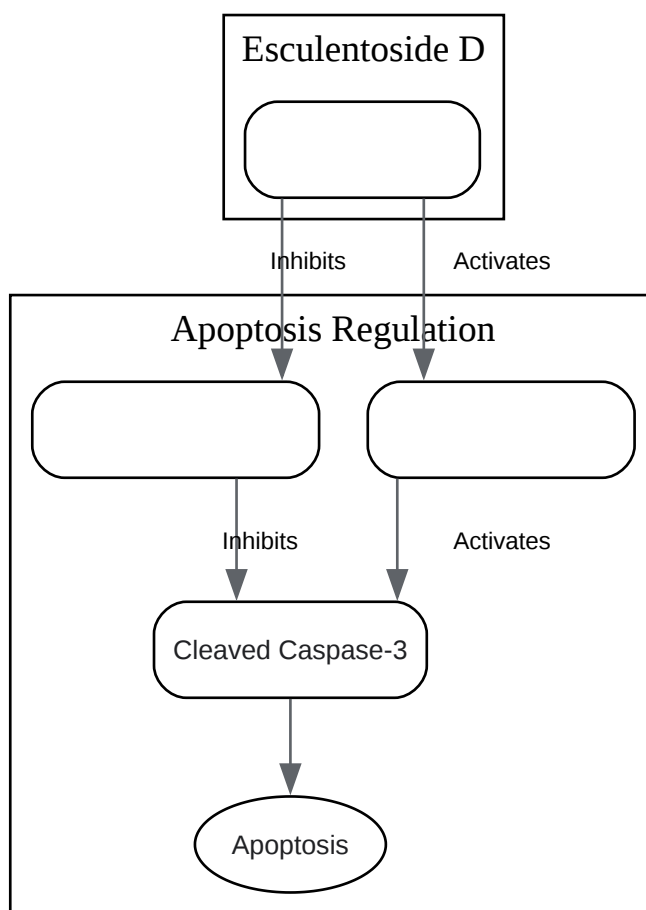 Esculentoside D
Inhibits
Activates
Apoptosis Regulation
Inhibits
Activates
Cleaved Caspase-3
Apoptosis